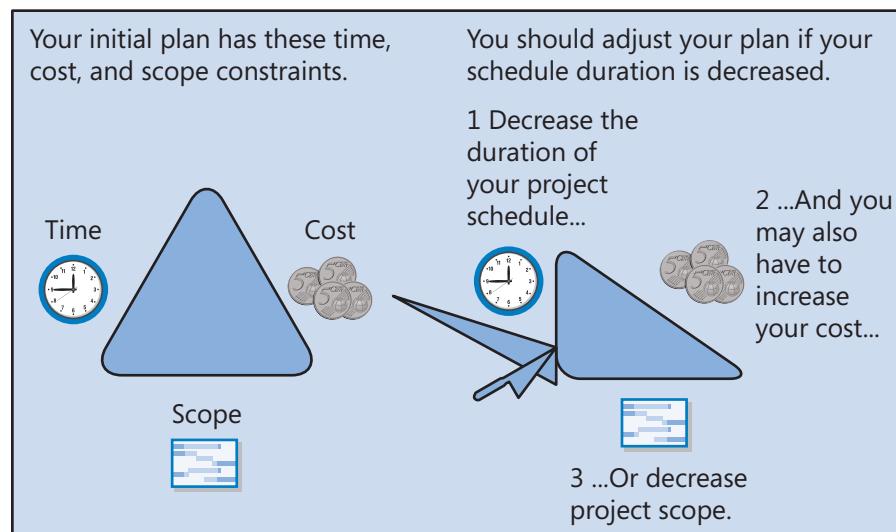 Your initial plan has these time,
cost, and scope constraints.
You should adjust your plan if your
schedule duration is decreased.
1 Decrease the
duration of
your project
schedule...
2 ...And you
may also
have to
increase
your cost...
Time
Cost
Scope
3 ...Or decrease
project scope.